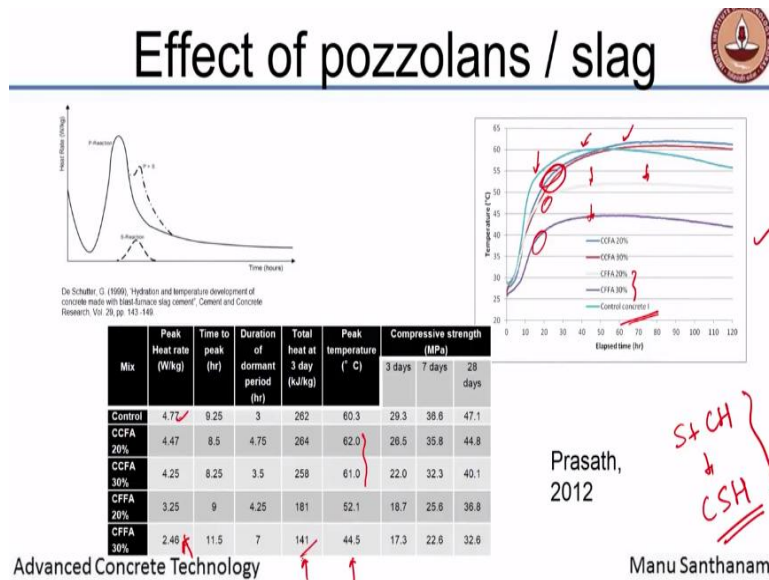 Effect of pozzolans / slag
Heat Rate (W/kg)
P-Reaction
P + S
S-Reaction
Time (hours)
De Schutter, G. (1999), 'Hydration and temperature development of
concrete made with blast-furnace slag cement", Cement and Concrete
Research, Vol. 29, pp. 143 -149.
Temperature (°C)
65
60
55
50
45
40
35
30
25
20
CCFA 20%
CCFA 30%
CFFA 20%
CFFA 30%
Control concrete I
0 10 20 30 40 50 60 70 80 90 100 110 120
Elapsed time (hr)
Mix | Peak Heat rate (W/kg) | Time to peak (hr) | Duration of dormant period (hr) | Total heat at 3 day (kJ/kg) | Peak temperature (° C) | Compressive strength (MPa)
3 days | 7 days | 28 days
Control | 4.77 | 9.25 | 3 | 262 | 60.3 | 29.3 | 36.6 | 47.1
CCFA 20% | 4.47 | 8.5 | 4.75 | 264 | 62.0 | 26.5 | 35.8 | 44.8
CCFA 30% | 4.25 | 8.25 | 3.5 | 258 | 61.0 | 22.0 | 32.3 | 40.1
CFFA 20% | 3.25 | 9 | 4.25 | 181 | 52.1 | 18.7 | 25.6 | 36.8
CFFA 30% | 2.46 | 11.5 | 7 | 141 | 44.5 | 17.3 | 22.6 | 32.6
Prasath,
2012
S+CH
CSH
Advanced Concrete Technology
Manu Santhanam